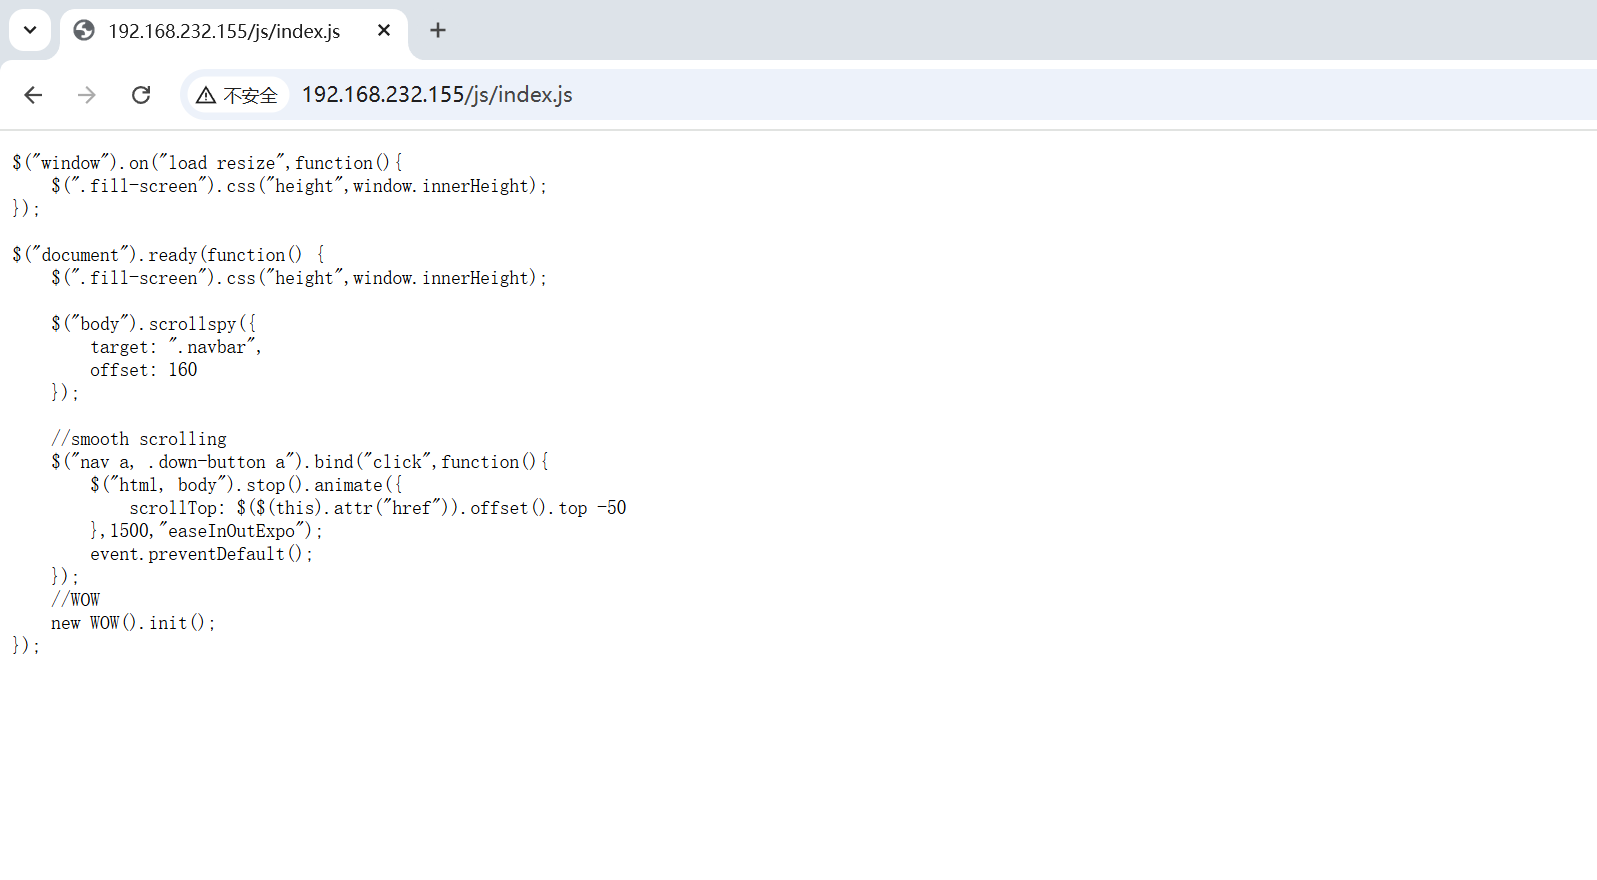 192.168.232.155/js/index.js
不安全 192.168.232.155/js/index.js
$("window").on("load resize",function(){
    $(".fill-screen").css("height",window.innerHeight);
});

$("document").ready(function() {
    $(".fill-screen").css("height",window.innerHeight);

    $("body").scrollspy({
        target: ".navbar",
        offset: 160
    });

    //smooth scrolling
    $("nav a, .down-button a").bind("click",function(){
        $("html, body").stop().animate({
            scrollTop: $($(this).attr("href")).offset().top -50
        },1500,"easeInOutExpo");
        event.preventDefault();
    });
    //WOW
    new WOW().init();
});